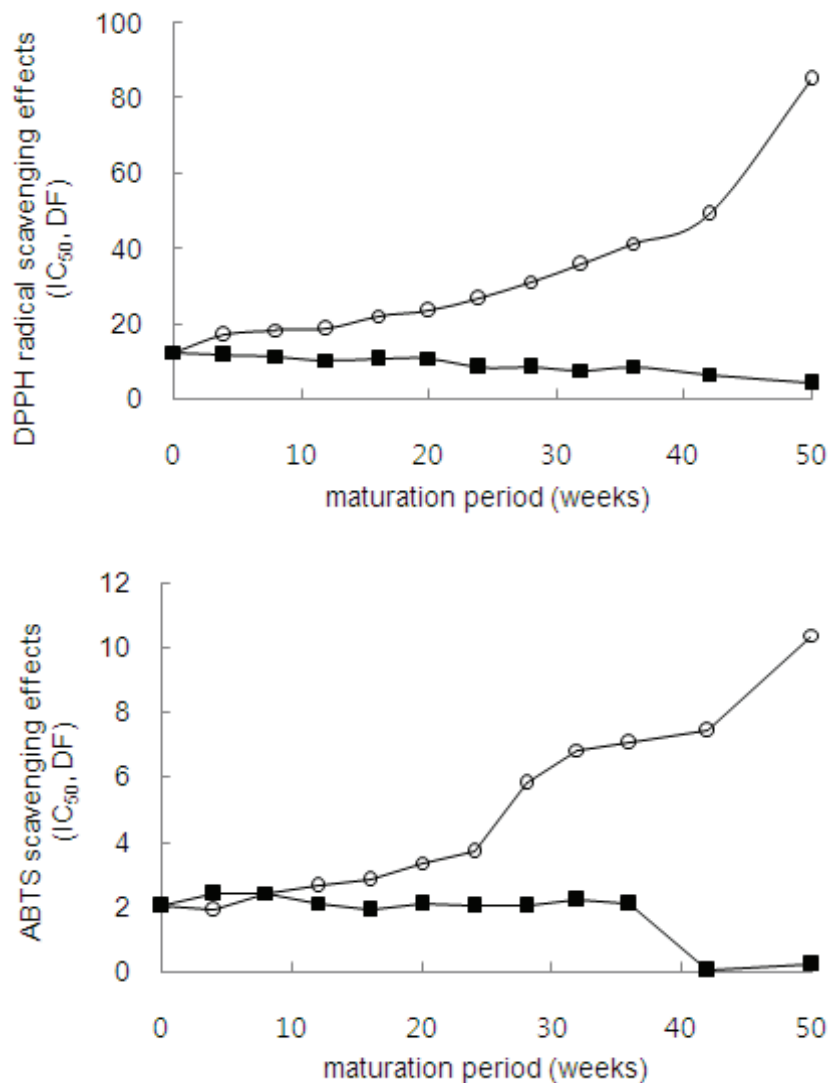 DPPH radical scavenging effects
(IC₅₀, DF)
100
80
60
40
20
0
0 10 20 30 40 50
maturation period (weeks)
ABTS scavenging effects
(IC₅₀, DF)
12
10
8
6
4
2
0
0 10 20 30 40 50
maturation period (weeks)